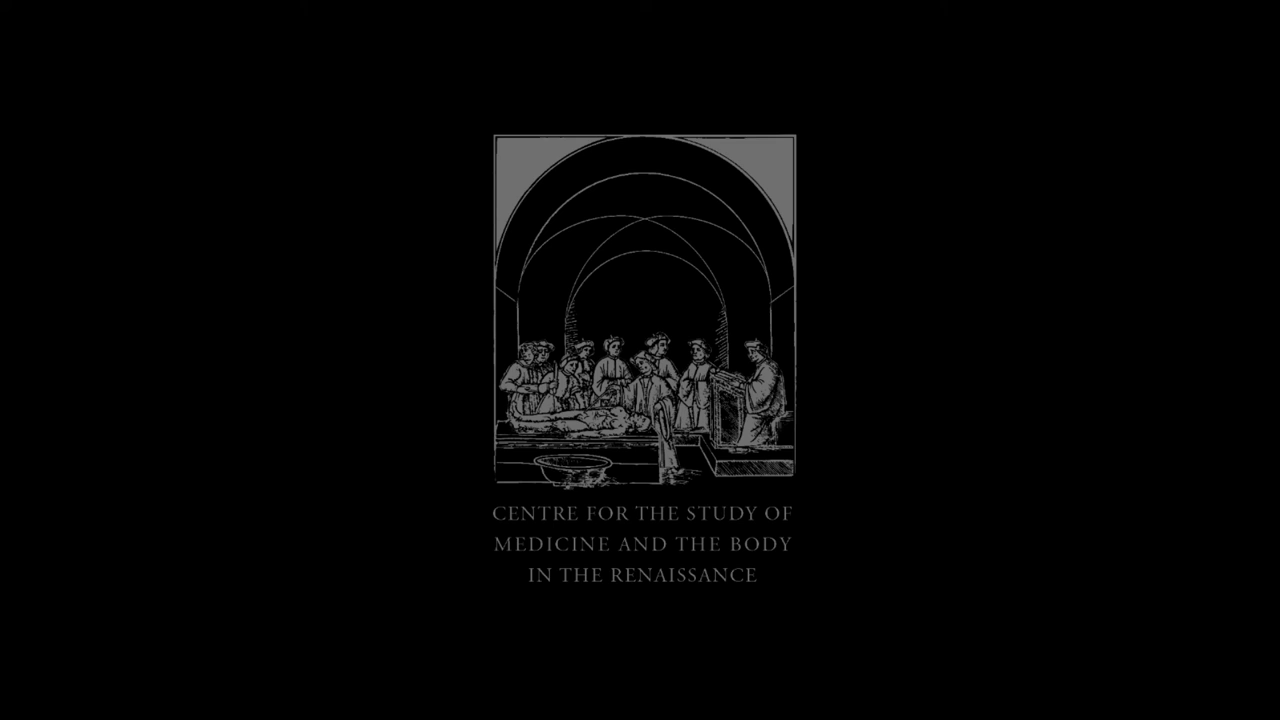 CENTRE FOR THE STUDY OF
MEDICINE AND THE BODY
IN THE RENAISSANCE